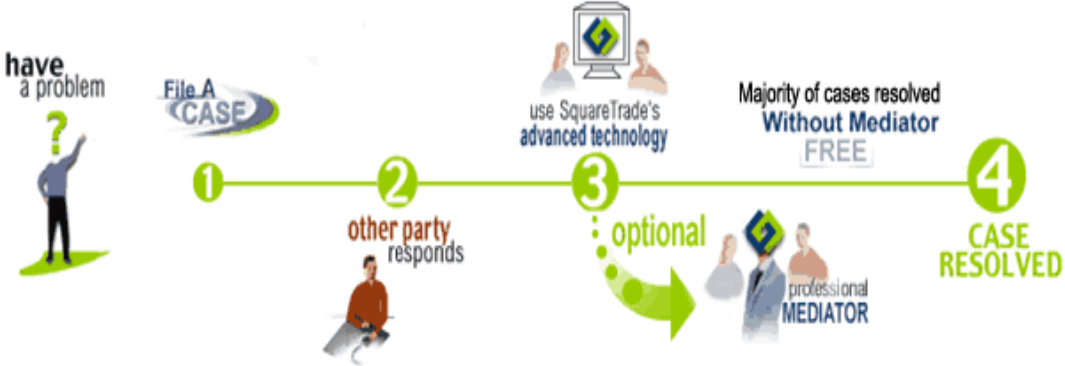 have
a problem
?
File A
CASE
1
2
other party
responds
use SquareTrade's
advanced technology
3
optional
professional
MEDIATOR
Majority of cases resolved
Without Mediator
FREE
4
CASE
RESOLVED